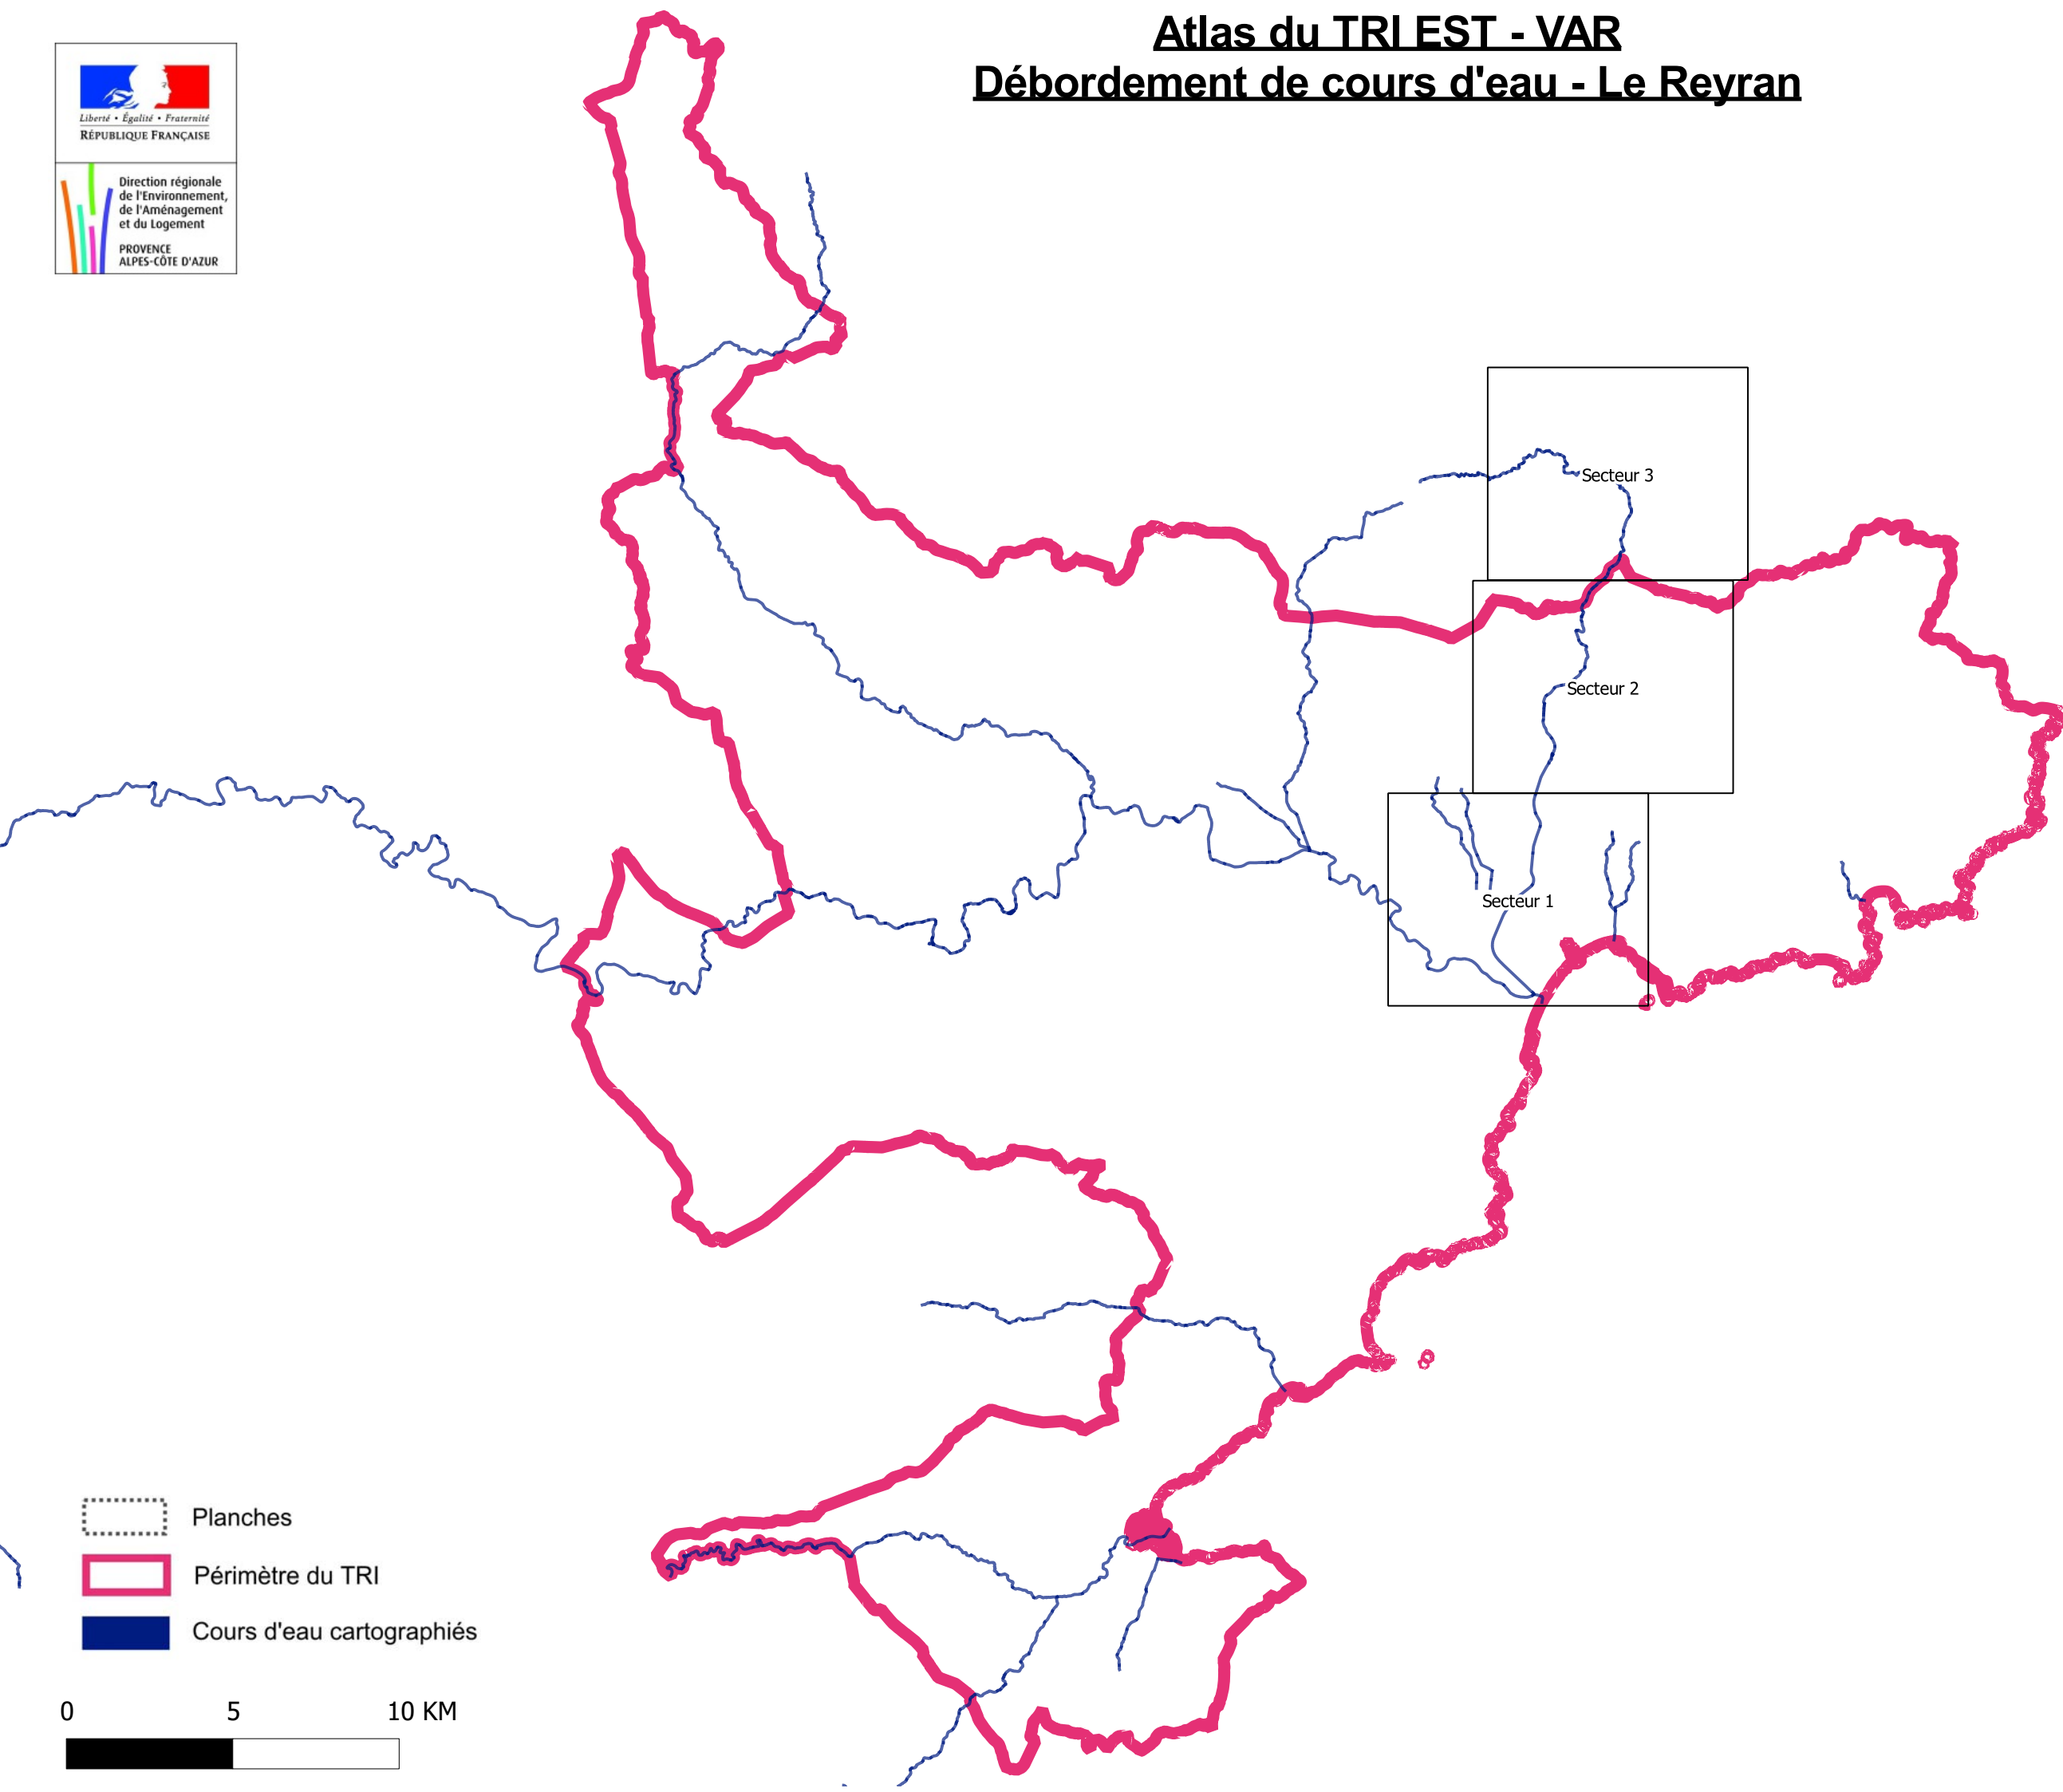 Atlas du TRI EST - VAR
Débordement de cours d'eau - Le Reyran
Liberté • Égalité • Fraternité
RÉPUBLIQUE FRANÇAISE
Direction régionale
de l'Environnement,
de l'Aménagement
et du Logement
PROVENCE
ALPES-CÔTE D'AZUR
Secteur 3
Secteur 2
Secteur 1
Planches
Périmètre du TRI
Cours d'eau cartographiés
0 5 10 KM